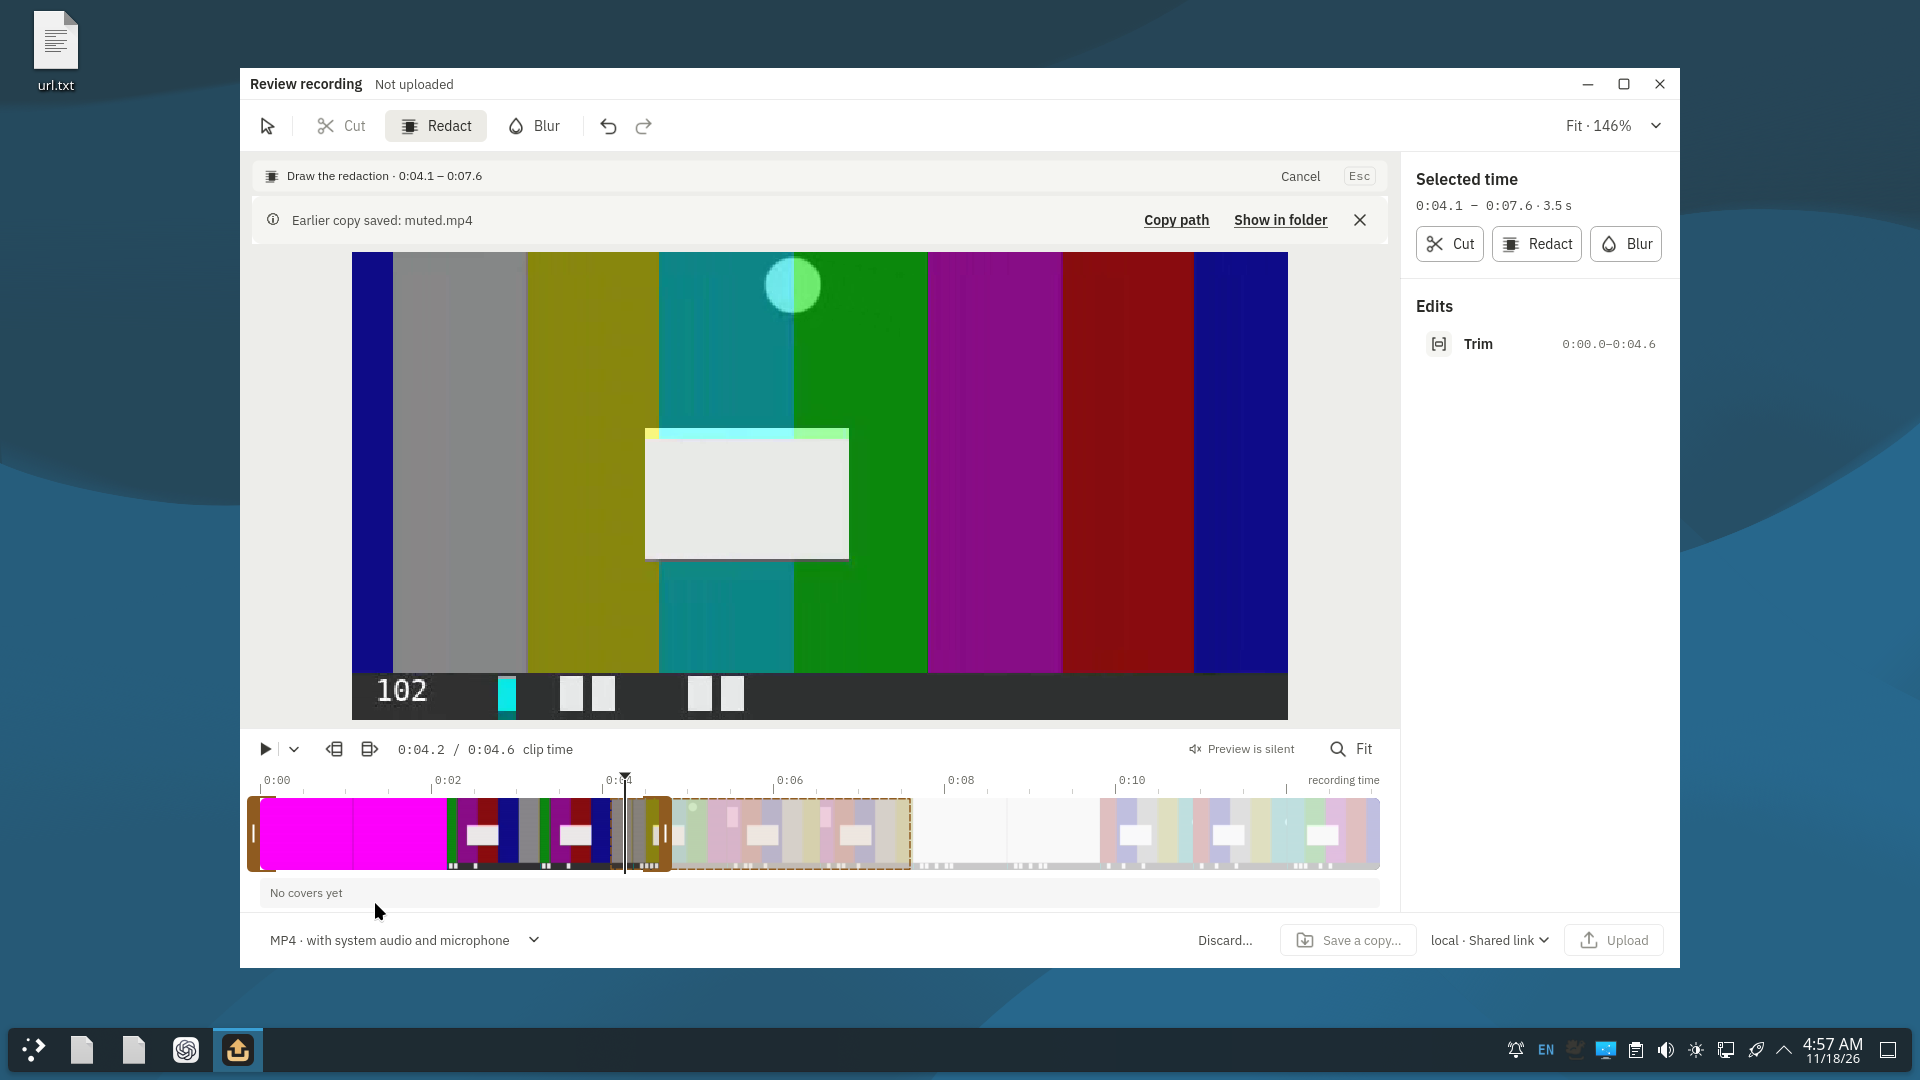 url.txt
Review recording Not uploaded
Cut Redact Blur Fit · 146%
Draw the redaction · 0:04.1 – 0:07.6 Cancel Esc
Earlier copy saved: muted.mp4 Copy path Show in folder
102
Selected time
0:04.1 – 0:07.6 · 3.5 s
Cut Redact Blur
Edits
Trim 0:00.0–0:04.6
0:04.2 / 0:04.6 clip time Preview is silent Fit
0:00 0:02 0:04 0:06 0:08 0:10 recording time
No covers yet
MP4 · with system audio and microphone Discard... Save a copy... local · Shared link Upload
EN 4:57 AM
11/18/26